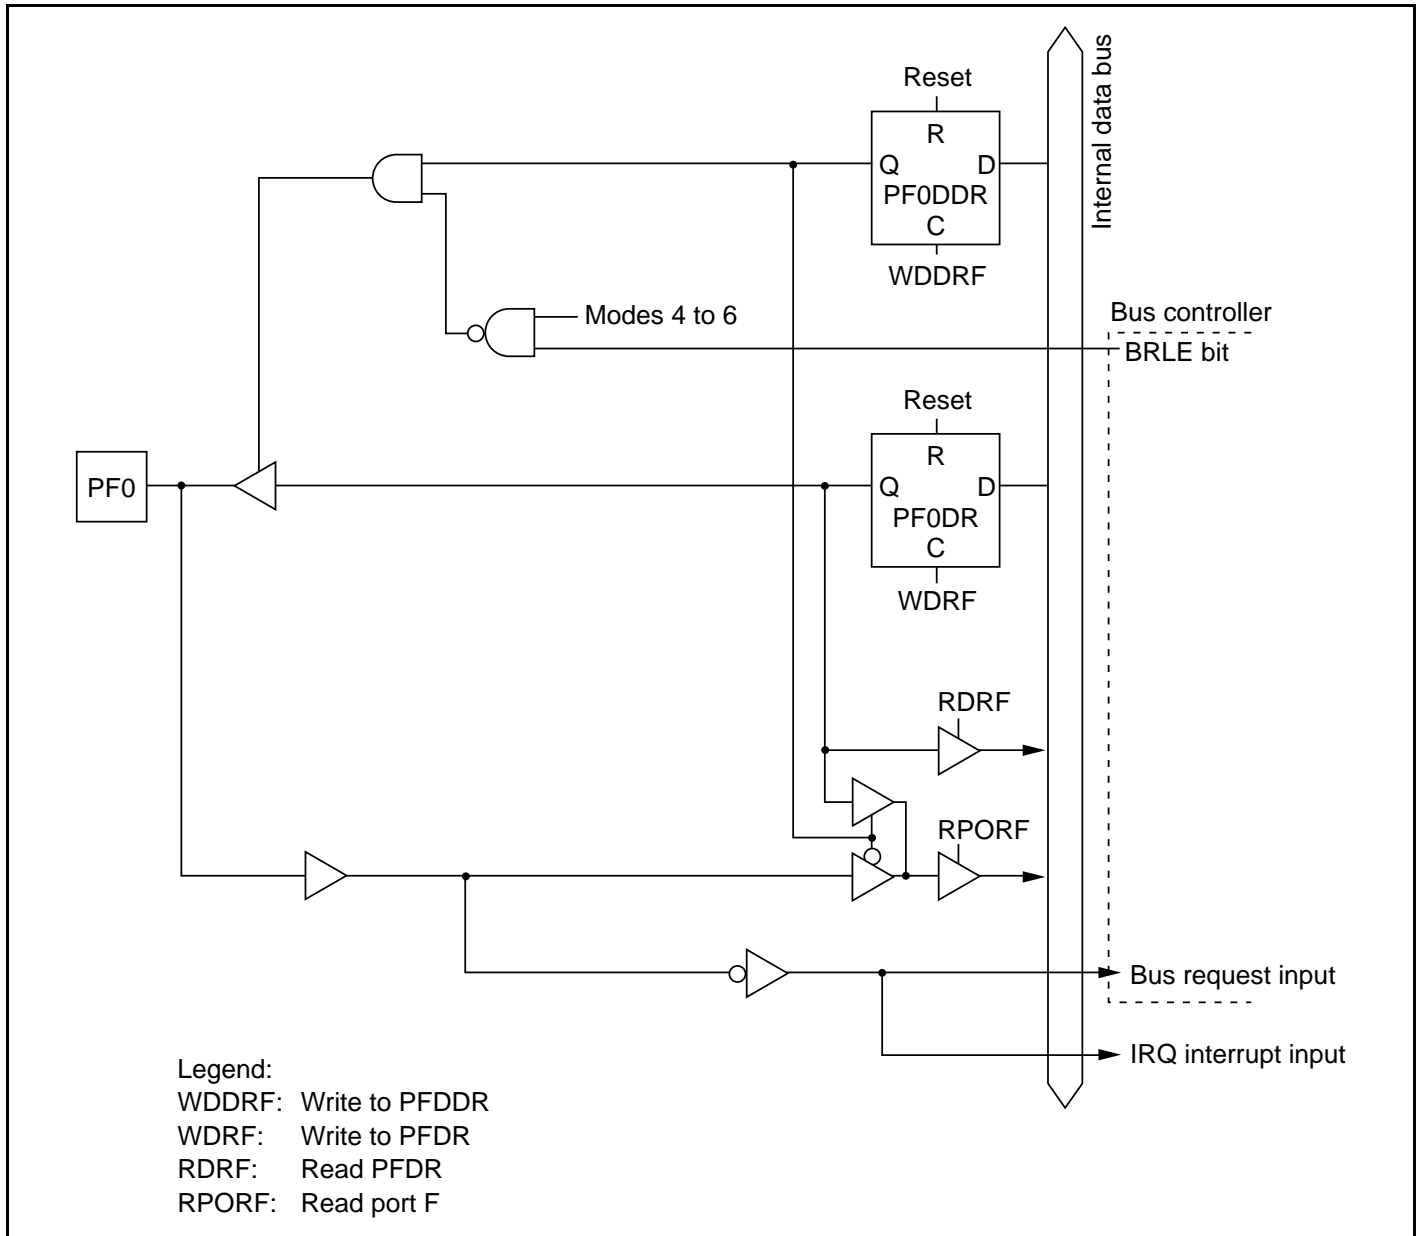 Reset
R
Q D
PF0DDR
C
WDDRF
Internal data bus
Modes 4 to 6
Bus controller
BRLE bit
Reset
R
Q D
PF0DR
C
WDRF
PF0
RDRF
RPORF
Bus request input
IRQ interrupt input
Legend:
WDDRF: Write to PFDDR
WDRF: Write to PFDR
RDRF: Read PFDR
RPORF: Read port F